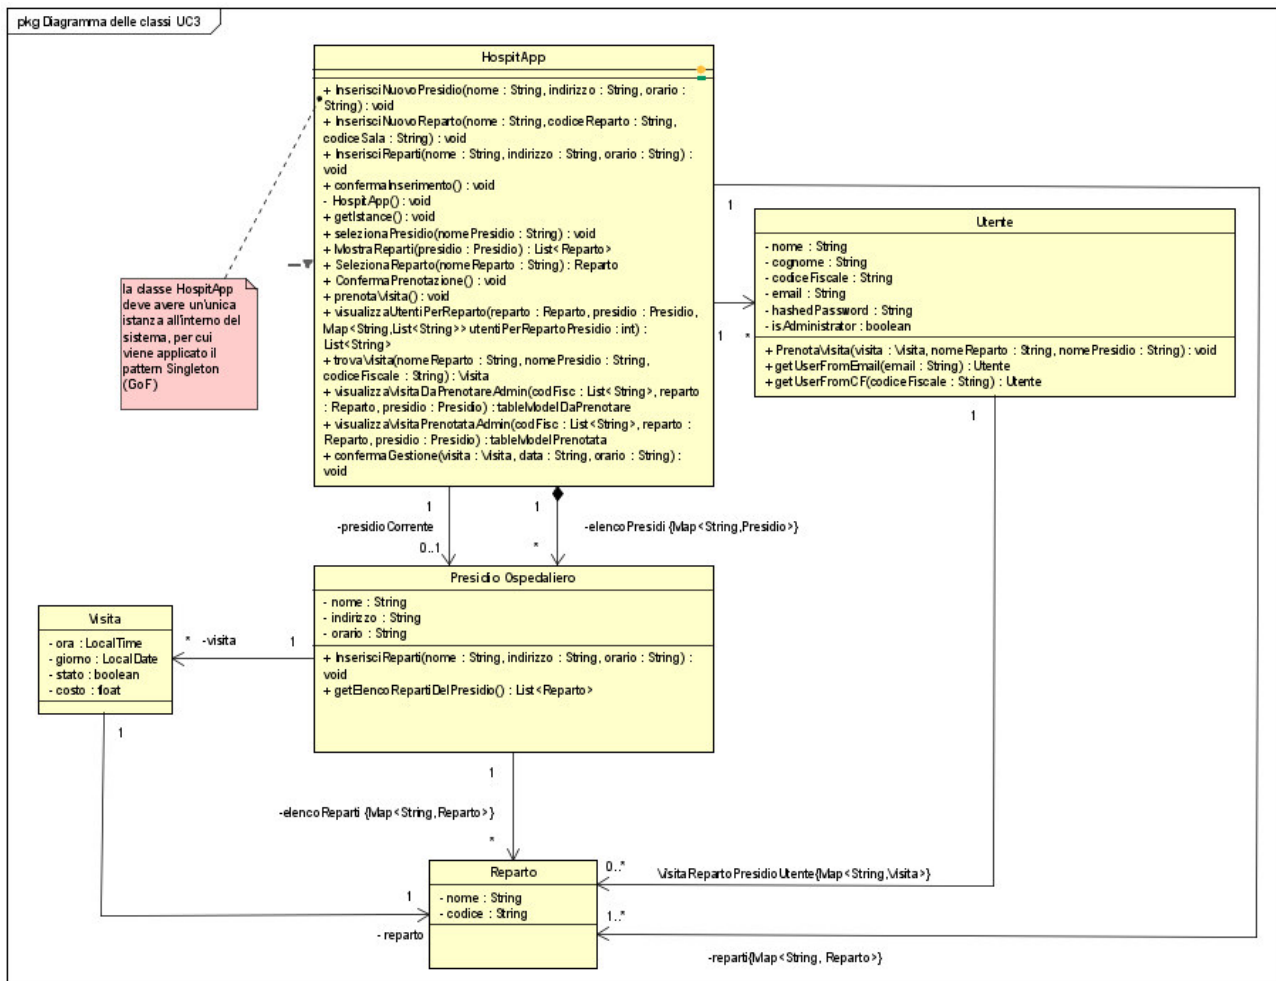 pkg Diagramma delle classi UC3
HospitApp
+ InserisciNuovoPresidio(nome : String, indirizzo : String, orario :
String) : void
+ InserisciNuovoReparto(nome : String, codiceReparto : String,
codiceSala : String) : void
+ InserisciReparti(nome : String, indirizzo : String, orario : String) :
void
+ confermaInserimento() : void
- HospitApp() : void
+ getIstance() : void
+ selezionaPresidio(nomePresidio : String) : void
+ MostraReparti(presidio : Presidio) : List<Reparto>
+ SelezionaReparto(nomeReparto : String) : Reparto
+ ConfermaPrenotazione() : void
+ prenotaVisita() : void
+ visualizzaUtentiPerReparto(reparto : Reparto, presidio : Presidio,
Map<String,List<String>> utentiPerRepartoPresidio : int) :
List<String>
+ trovaVisita(nomeReparto : String, nomePresidio : String,
codiceFiscale : String) : Visita
+ visualizzaVisitaDaPrenotareAdmin(codFisc : List<String>, reparto
: Reparto, presidio : Presidio) : tableModelDaPrenotare
+ visualizzaVisitaPrenotataAdmin(codFisc : List<String>, reparto :
Reparto, presidio : Presidio) : tableModelPrenotata
+ confermaGestione(visita : Visita, data : String, orario : String) :
void
la classe HospitApp
deve avere un'unica
istanza all'interno del
sistema, per cui
viene applicato il
pattern Singleton
(GoF)
1
Utente
- nome : String
- cognome : String
- codiceFiscale : String
- email : String
- hashedPassword : String
- isAdministrator : boolean
+ PrenotaVisita(visita : Visita, nomeReparto : String, nomePresidio : String) : void
+ getUserFromEmail(email : String) : Utente
+ getUserFromCF(codiceFiscale : String) : Utente
1 *
1
1
-presidioCorrente
0..1
1
-elencoPresidi {Map<String,Presidio>}
*
Presidio Ospedaliero
- nome : String
- indirizzo : String
- orario : String
+ InserisciReparti(nome : String, indirizzo : String, orario : String) :
void
+ getElencoRepartiDelPresidio() : List<Reparto>
Visita
- ora : LocalTime
- giorno : LocalDate
- stato : boolean
- costo : float
* -visita 1
1
1
-elencoReparti {Map<String,Reparto>}
*
Reparto
- nome : String
- codice : String
1
- reparto
0..*
VisitaRepartoPresidioUtente{Map<String,Visita>}
1..*
-reparti{Map<String, Reparto>}